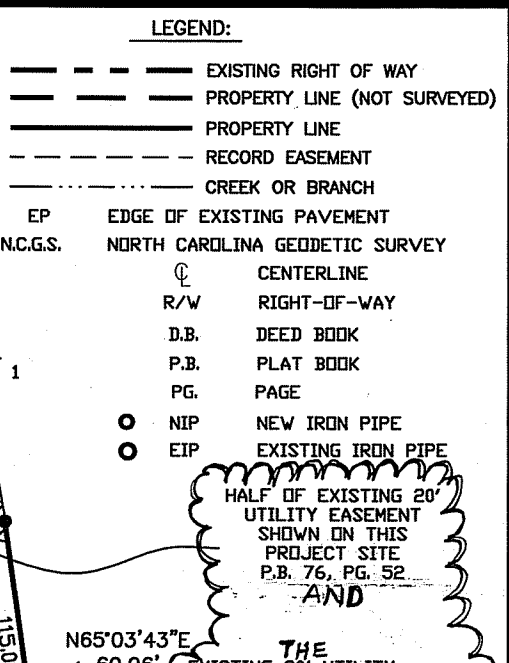 LEGEND:
EXISTING RIGHT OF WAY
PROPERTY LINE (NOT SURVEYED)
PROPERTY LINE
RECORD EASEMENT
CREEK OR BRANCH
EP EDGE OF EXISTING PAVEMENT
N.C.G.S. NORTH CAROLINA GEODETIC SURVEY
℄ CENTERLINE
R/W RIGHT-OF-WAY
D.B. DEED BOOK
P.B. PLAT BOOK
1
PG. PAGE
NIP NEW IRON PIPE
EIP EXISTING IRON PIPE
HALF OF EXISTING 20'
UTILITY EASEMENT
SHOWN ON THIS
PROJECT SITE
P.B. 76, PG. 52
AND
115.0
N65°03'43"E
THE